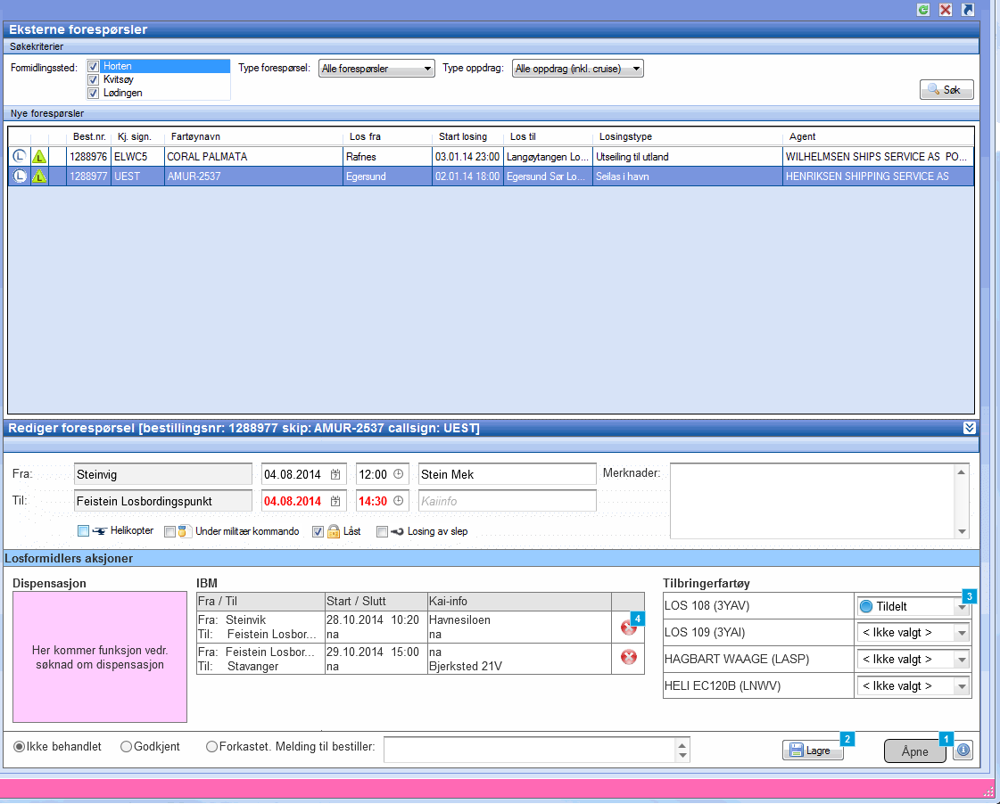 Eksterne forespørsler
Søkekriterier
Formidlingssted: Horten Type forespørsel: Alle forespørsler Type oppdrag: Alle oppdrag (inkl. cruise)
Kvitsøy
Lødingen
Søk
Nye forespørsler
Best.nr. Kj. sign. Fartøynavn Los fra Start losing Los til Losingstype Agent
L L 1288976 ELWC5 CORAL PALMATA Rafnes 03.01.14 23:00 Langøytangen Lo... Utseiling til utland WILHELMSEN SHIPS SERVICE AS PO...
L L 1288977 UEST AMUR-2537 Egersund 02.01.14 18:00 Egersund Sør Lo... Seilas i havn HENRIKSEN SHIPPING SERVICE AS
Rediger forespørsel [bestillingsnr: 1288977 skip: AMUR-2537 callsign: UEST]
Fra: Steinvig 04.08.2014 12:00 Stein Mek Merknader:
Til: Feistein Losbordingspunkt 04.08.2014 14:30 Kaiinfo
Helikopter Under militær kommando Låst Losing av slep
Losformidlers aksjoner
Dispensasjon IBM Tilbringerfartøy
Her kommer funksjon vedr.
søknad om dispensasjon
Fra / Til Start / Slutt Kai-info
Fra: Steinvik 28.10.2014 10:20 Havnesiloen 4
Til: Feistein Losbor... na na
Fra: Feistein Losbor... 29.10.2014 15:00 na
Til: Stavanger na Bjerksted 21V
LOS 108 (3YAV) Tildelt 3
LOS 109 (3YAI) < Ikke valgt >
HAGBART WAAGE (LASP) < Ikke valgt >
HELI EC120B (LNWV) < Ikke valgt >
Ikke behandlet Godkjent Forkastet. Melding til bestiller: Lagre 2 Åpne 1